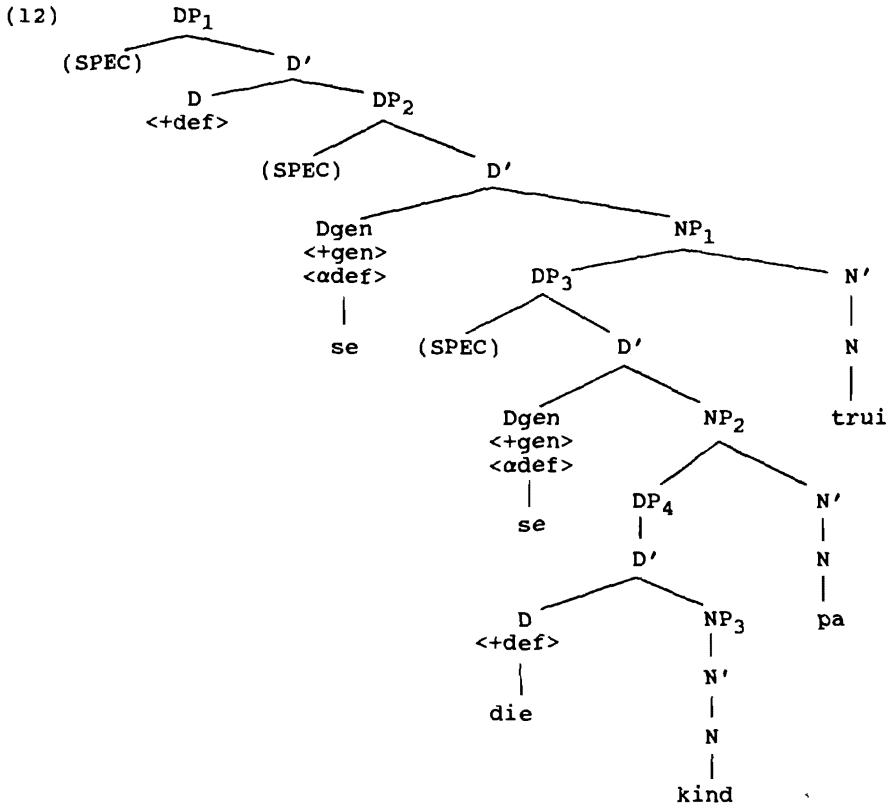 (12) DP1
(SPEC) D'
D DP2
<+def>
(SPEC) D'
Dgen NP1
<+gen>
<αdef> DP3 N'
se (SPEC) D' N
Dgen NP2 trui
<+gen>
<αdef>
se DP4 N'
D' N
D NP3 pa
<+def>
N'
die
N
kind